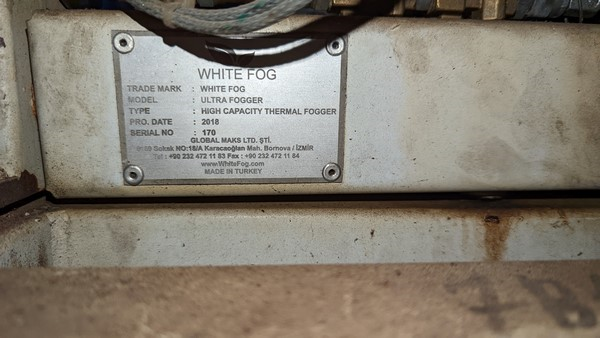 WHITE FOG
TRADE MARK : WHITE FOG
MODEL : ULTRA FOGGER
TYPE : HIGH CAPACITY THERMAL FOGGER
PRO. DATE : 2018
SERIAL NO : 170
GLOBAL MAKS LTD. ŞTİ.
Sokak NO:18/A Karacaoğlan Mah. Bornova / İZMİR
Tel : +90 232 472 11 83 Fax : +90 232 472 11 84
www.WhiteFog.com
MADE IN TURKEY